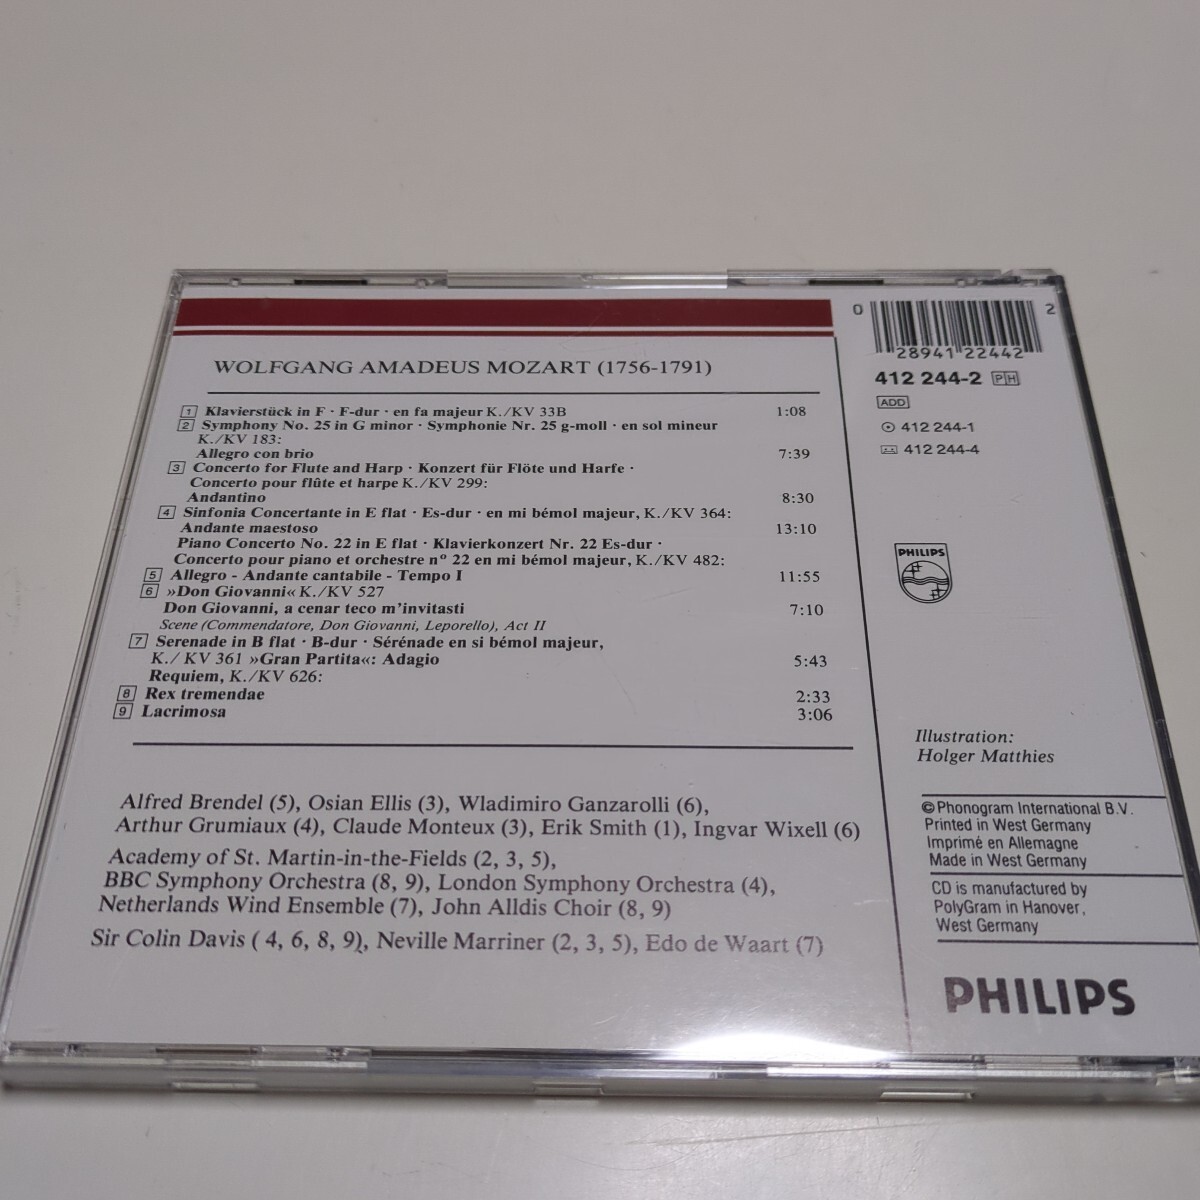 WOLFGANG AMADEUS MOZART (1756-1791)
1 Klavierstück in F · F-dur · en fa majeur K./KV 33B 1:08
2 Symphony No. 25 in G minor · Symphonie Nr. 25 g-moll · en sol mineur
K./KV 183:
Allegro con brio 7:39
3 Concerto for Flute and Harp · Konzert für Flöte und Harfe ·
Concerto pour flûte et harpe K./KV 299:
Andantino 8:30
4 Sinfonia Concertante in E flat · Es-dur · en mi bémol majeur, K./KV 364:
Andante maestoso 13:10
Piano Concerto No. 22 in E flat · Klavierkonzert Nr. 22 Es-dur ·
Concerto pour piano et orchestre nº 22 en mi bémol majeur, K./KV 482:
5 Allegro - Andante cantabile - Tempo I 11:55
6 »Don Giovanni« K./KV 527
Don Giovanni, a cenar teco m'invitasti 7:10
Scene (Commendatore, Don Giovanni, Leporello), Act II
7 Serenade in B flat · B-dur · Sérénade en si bémol majeur,
K./ KV 361 »Gran Partita«: Adagio 5:43
Requiem, K./KV 626:
8 Rex tremendae 2:33
9 Lacrimosa 3:06
Alfred Brendel (5), Osian Ellis (3), Wladimiro Ganzarolli (6),
Arthur Grumiaux (4), Claude Monteux (3), Erik Smith (1), Ingvar Wixell (6)
Academy of St. Martin-in-the-Fields (2, 3, 5),
BBC Symphony Orchestra (8, 9), London Symphony Orchestra (4),
Netherlands Wind Ensemble (7), John Alldis Choir (8, 9)
Sir Colin Davis ( 4, 6, 8, 9), Neville Marriner (2, 3, 5), Edo de Waart (7)
0 28941 22442 2
412 244-2 PH
ADD
412 244-1
412 244-4
PHILIPS
Illustration:
Holger Matthies
© Phonogram International B.V.
Printed in West Germany
Imprimé en Allemagne
Made in West Germany
CD is manufactured by
PolyGram in Hanover,
West Germany
PHILIPS